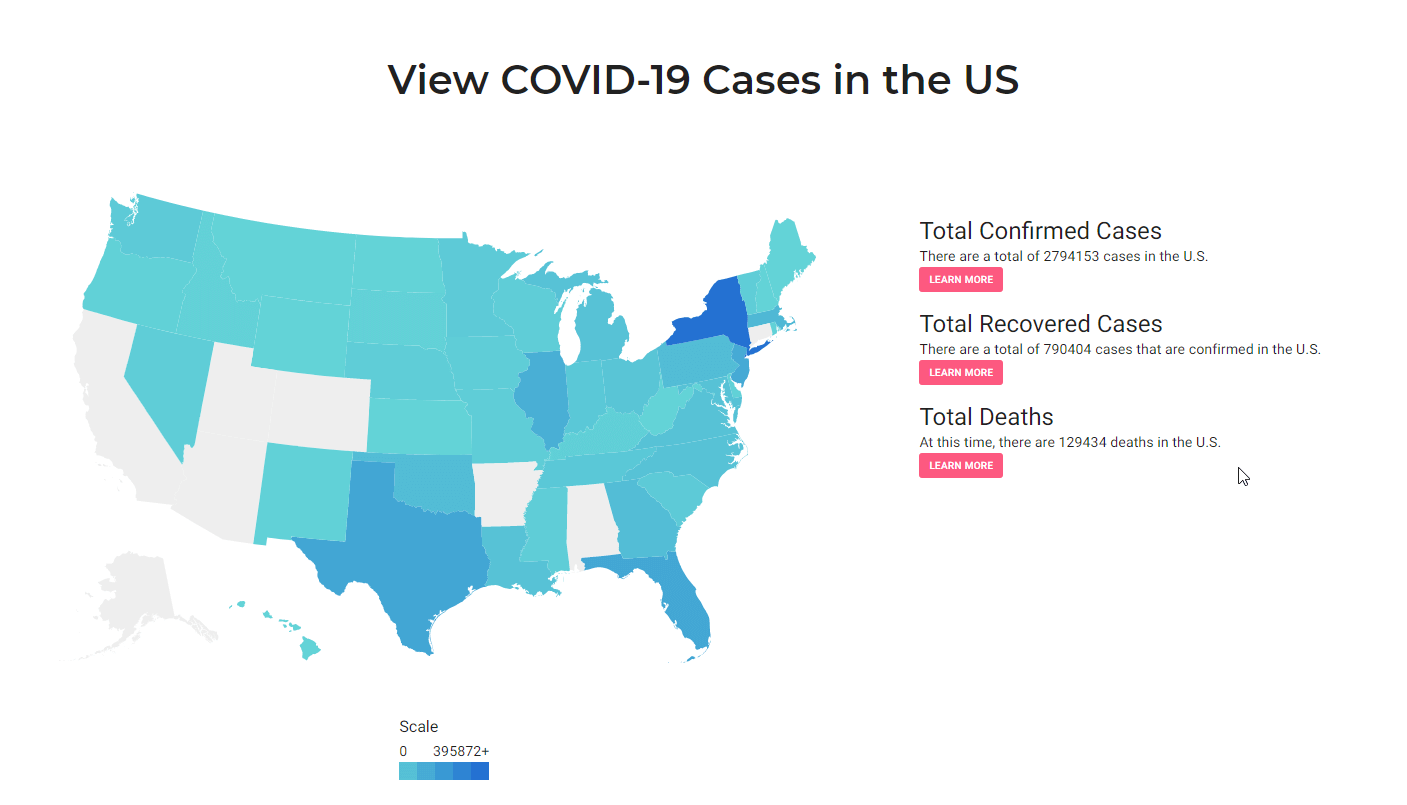 View COVID-19 Cases in the US
Total Confirmed Cases
There are a total of 2794153 cases in the U.S.
LEARN MORE
Total Recovered Cases
There are a total of 790404 cases that are confirmed in the U.S.
LEARN MORE
Total Deaths
At this time, there are 129434 deaths in the U.S.
LEARN MORE
Scale
0 395872+